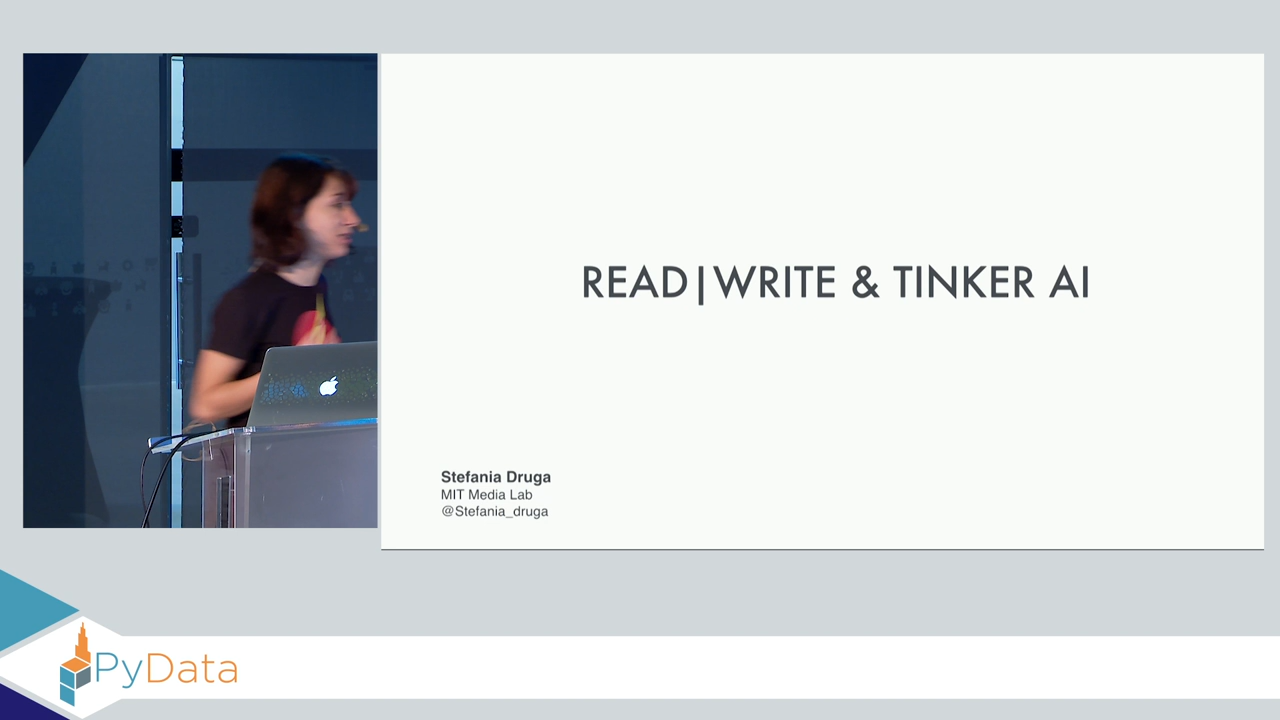 READ|WRITE & TINKER AI
Stefania Druga
MIT Media Lab
@Stefania_druga
PyData